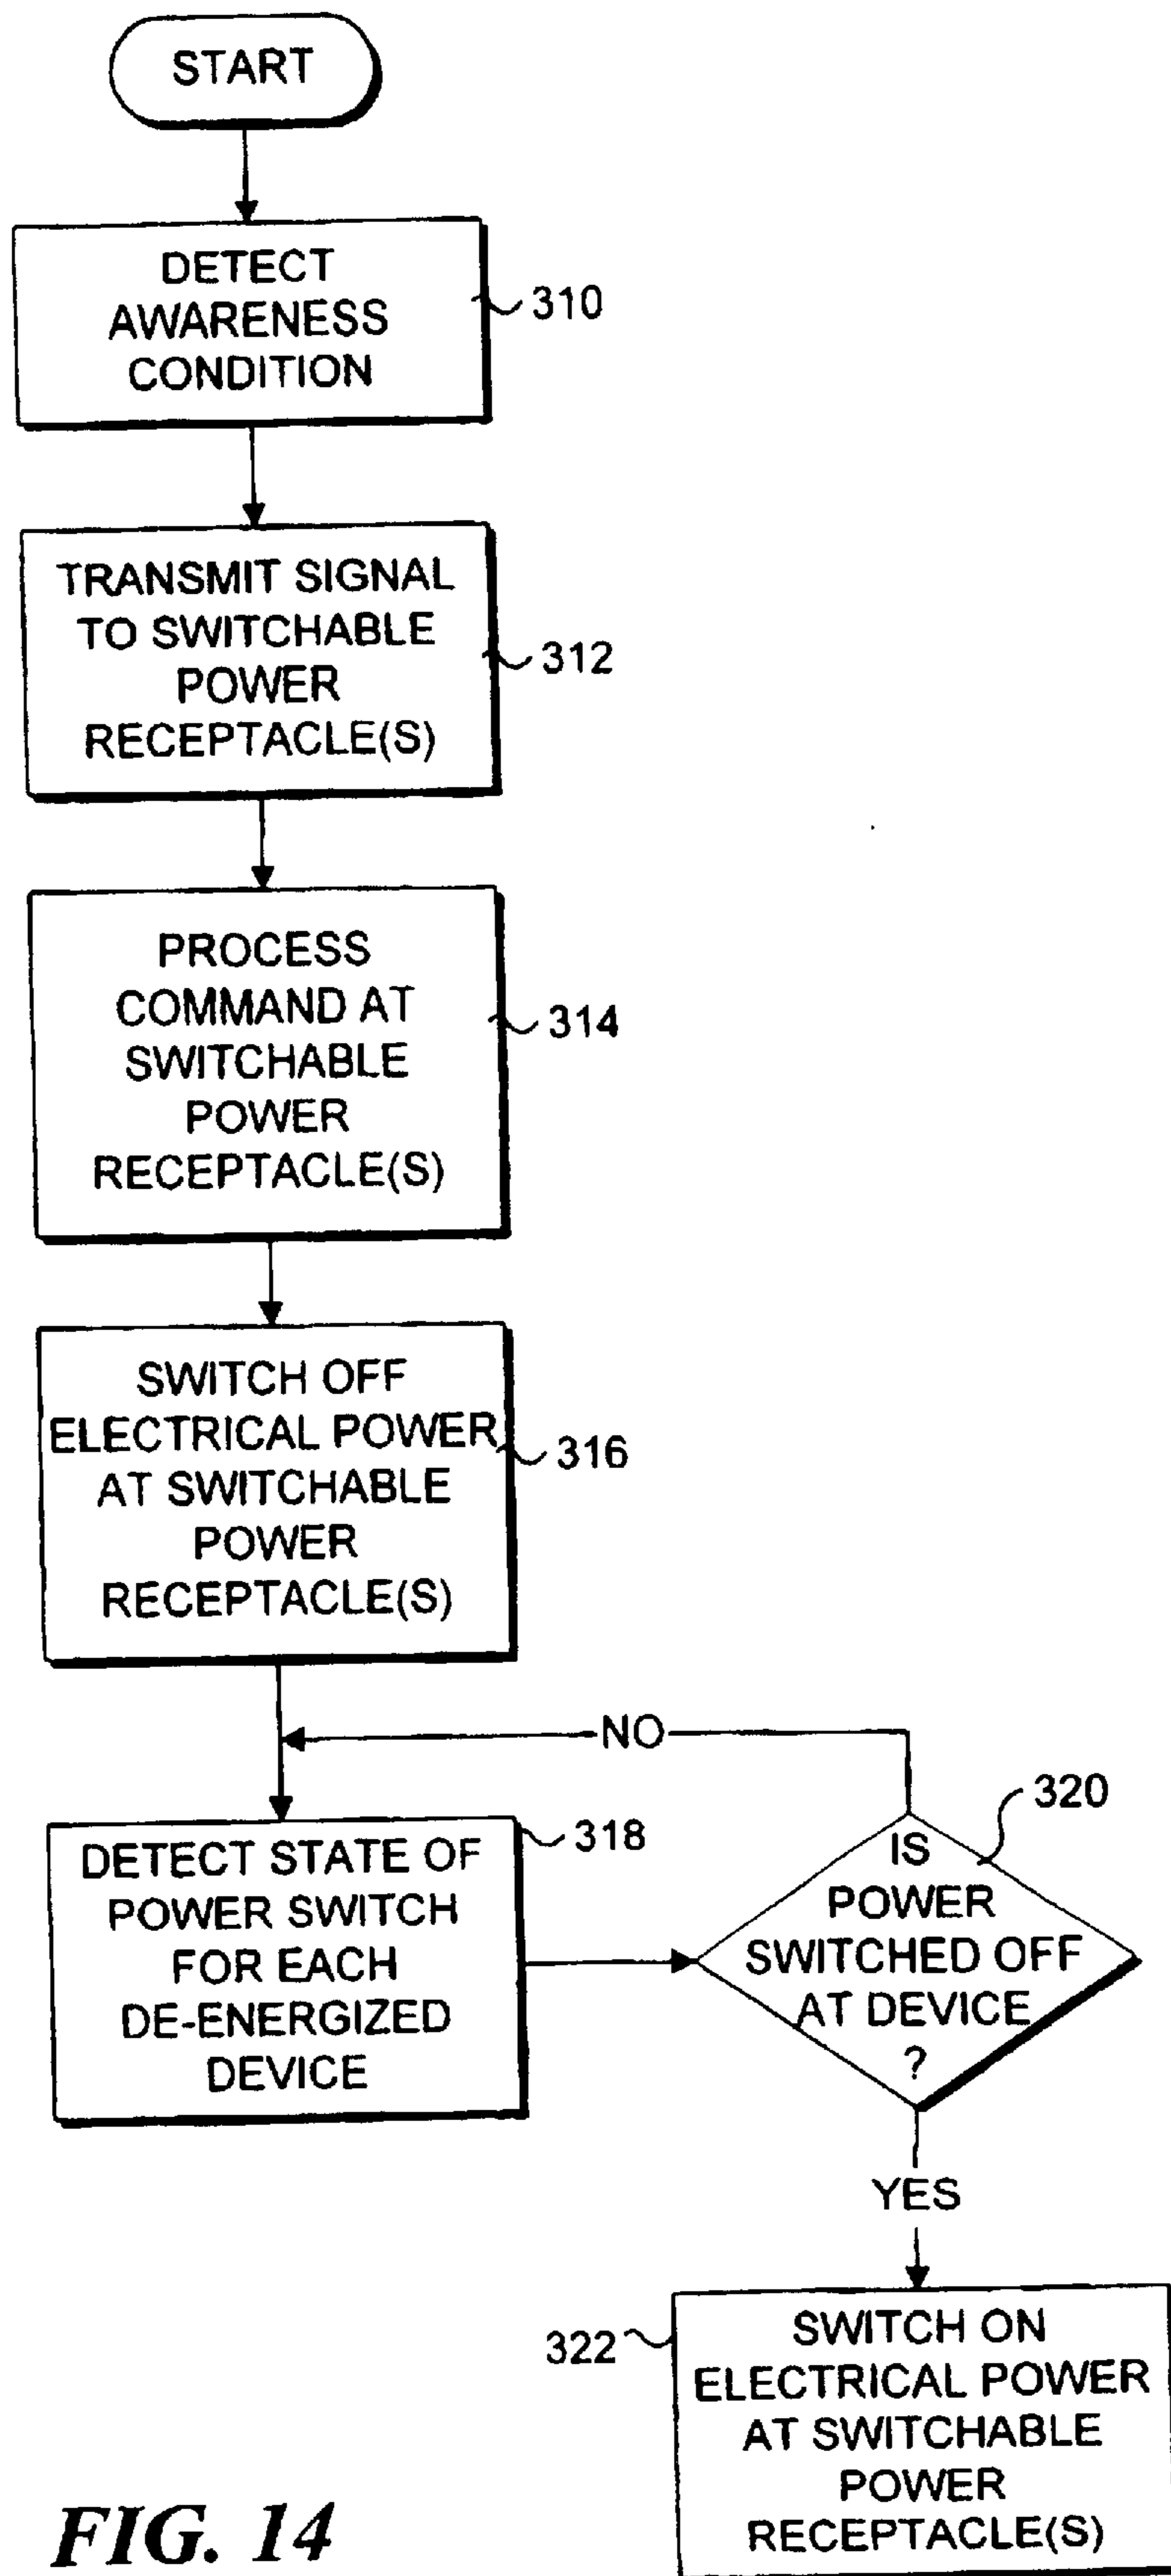 START
DETECT
AWARENESS
CONDITION
310
TRANSMIT SIGNAL
TO SWITCHABLE
POWER
RECEPTACLE(S)
312
PROCESS
COMMAND AT
SWITCHABLE
POWER
RECEPTACLE(S)
314
SWITCH OFF
ELECTRICAL POWER
AT SWITCHABLE
POWER
RECEPTACLE(S)
316
NO
DETECT STATE OF
POWER SWITCH
FOR EACH
DE-ENERGIZED
DEVICE
318
320
IS
POWER
SWITCHED OFF
AT DEVICE
?
YES
322
SWITCH ON
ELECTRICAL POWER
AT SWITCHABLE
POWER
RECEPTACLE(S)
FIG. 14